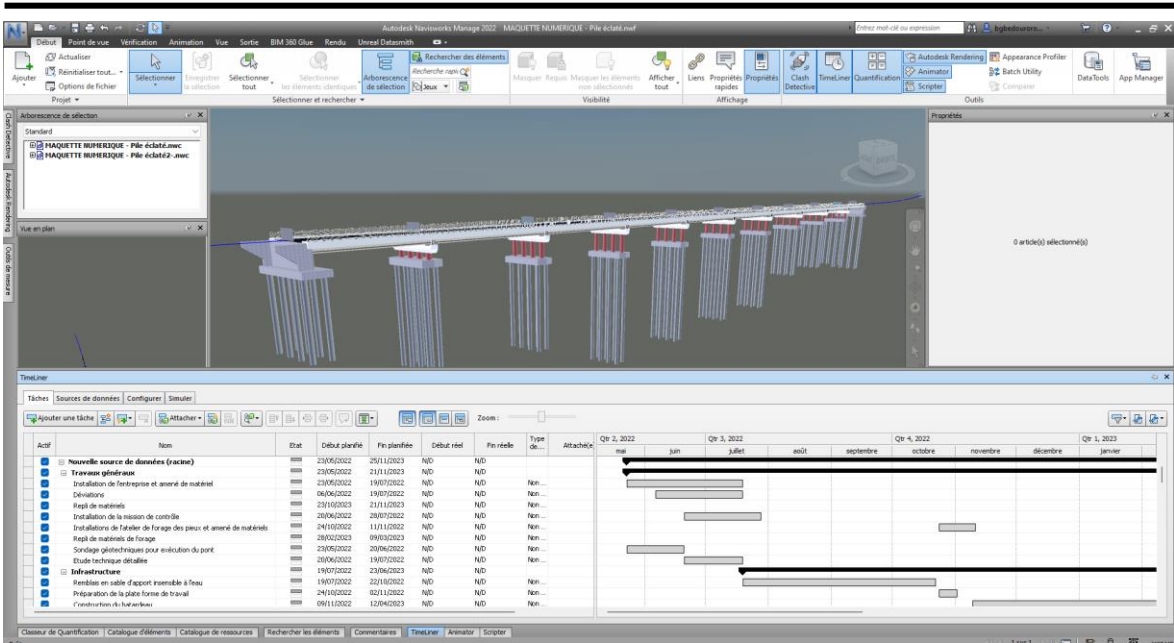 Autodesk Navisworks Manage 2022 MAQUETTE NUMERIQUE - Pile éclaté.nwf
Entrez mot-clé ou expression
Début Point de vue Vérification Animation Vue Sortie BIM 360 Glue Rendu Unreal Datasmith
Ajouter
Actualiser
Réinitialiser tout...
Options de fichier
Sélectionner
Enregistrer la sélection
Sélectionner tout
Sélectionner les éléments identiques
Arborescence de sélection
Rechercher des éléments
Recherche rapide
Jeux
Masquer Requis Masquer les éléments non sélectionnés
Afficher tout
Liens
Propriétés rapides
Propriétés
Clash Detective
TimeLiner
Quantification
Autodesk Rendering
Animator
Scripter
Appearance Profiler
Batch Utility
Comparer
DataTools
App Manager
Projet Sélectionner et rechercher Visibilité Affichage Outils
Clash Detective
Autodesk Rendering
Outils de mesure
Arborescence de sélection
Standard
MAQUETTE NUMERIQUE - Pile éclaté.nwc
MAQUETTE NUMERIQUE - Pile éclaté2-.nwc
Vue en plan
Propriétés
0 article(s) sélectionné(s)
TimeLiner
Tâches Sources de données Configurer Simuler
Ajouter une tâche Attacher Zoom :
Actif Nom Etat Début planifié Fin planifiée Début réel Fin réelle Type de... Attaché(e
Qtr 2, 2022 Qtr 3, 2022 Qtr 4, 2022 Qtr 1, 2023
mai juin juillet août septembre octobre novembre décembre janvier
Nouvelle source de données (racine) 23/05/2022 25/11/2023 N/D N/D
Travaux généraux 23/05/2022 21/11/2023 N/D N/D
Installation de l'entreprise et amené de matériel 23/05/2022 19/07/2022 N/D N/D Non ...
Déviations 06/06/2022 19/07/2022 N/D N/D Non ...
Repli de matériels 23/10/2023 21/11/2023 N/D N/D Non ...
Installation de la mission de contrôle 20/06/2022 28/07/2022 N/D N/D Non ...
Installations de l'atelier de forage des pieux et amené de matériels 24/10/2022 11/11/2022 N/D N/D Non ...
Repli de matériels de forage 28/02/2023 09/03/2023 N/D N/D Non ...
Sondage géotechniques pour exécution du pont 23/05/2022 20/06/2022 N/D N/D Non ...
Etude technique détaillée 20/06/2022 19/07/2022 N/D N/D Non ...
Infrastructure 19/07/2022 23/06/2023 N/D N/D
Remblais en sable d'apport insensible à l'eau 19/07/2022 22/10/2022 N/D N/D Non ...
Préparation de la plate forme de travail 24/10/2022 02/11/2022 N/D N/D Non ...
Construction du batardeau 09/11/2022 12/04/2023 N/D N/D Non ...
Classeur de Quantification Catalogue d'éléments Catalogue de ressources Rechercher les éléments Commentaires TimeLiner Animator Scripter